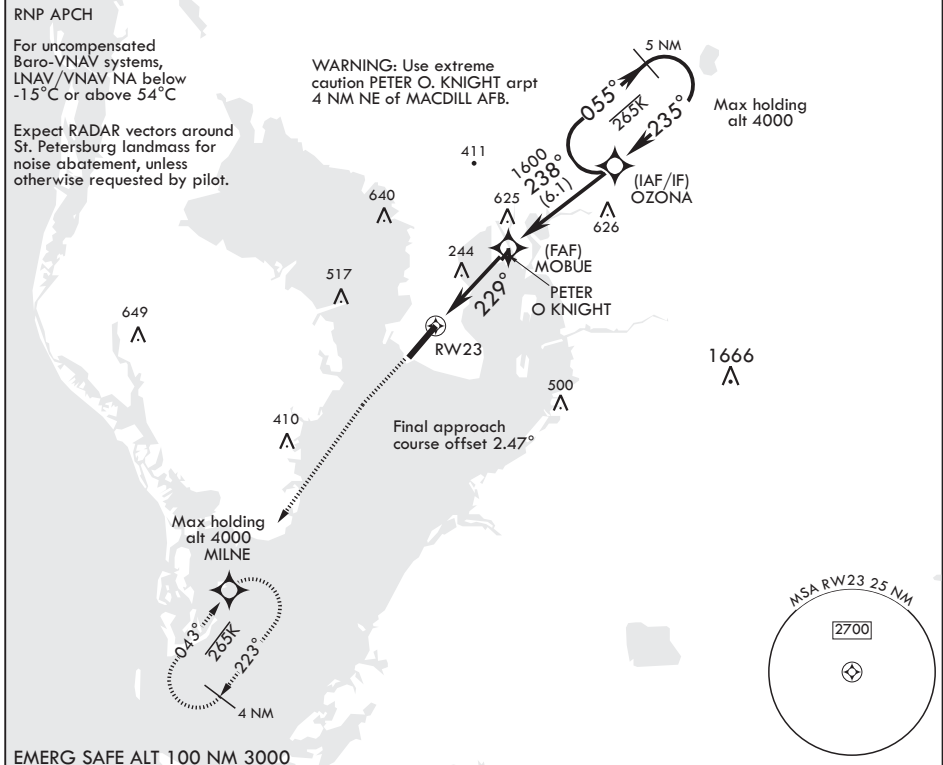 RNP APCH
For uncompensated
Baro-VNAV systems,
LNAV/VNAV NA below
-15°C or above 54°C
Expect RADAR vectors around
St. Petersburg landmass for
noise abatement, unless
otherwise requested by pilot.
WARNING: Use extreme
caution PETER O. KNIGHT arpt
4 NM NE of MACDILL AFB.
5 NM
055°
265K
235°
Max holding
alt 4000
411
1600
238°
(6.1)
(IAF/IF)
OZONA
640
625
626
244
(FAF)
MOBUE
517
229°
PETER
O KNIGHT
649
RW23
1666
500
410
Final approach
course offset 2.47°
Max holding
alt 4000
MILNE
043°
265K
223°
4 NM
MSA RW23 25 NM
2700
EMERG SAFE ALT 100 NM 3000